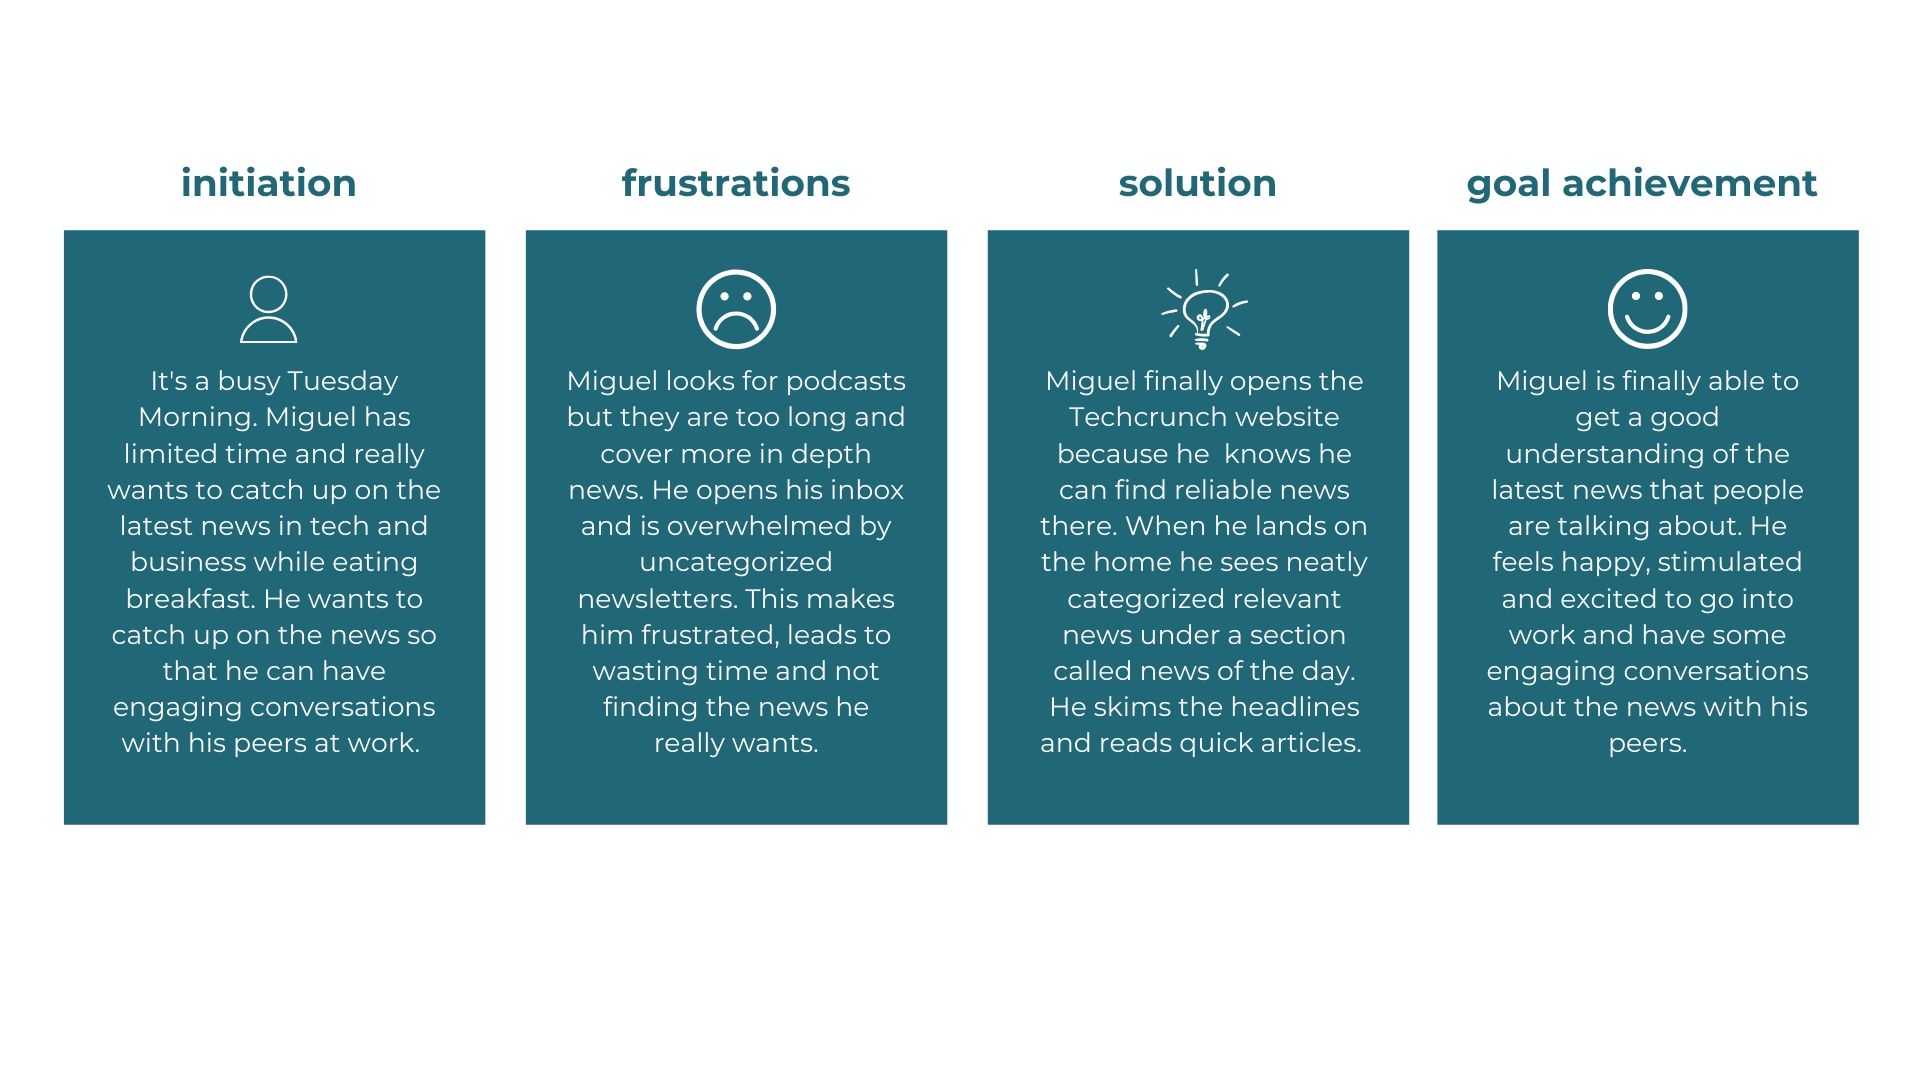 initiation
It's a busy Tuesday
Morning. Miguel has
limited time and really
wants to catch up on the
latest news in tech and
business while eating
breakfast. He wants to
catch up on the news so
that he can have
engaging conversations
with his peers at work.
frustrations
Miguel looks for podcasts
but they are too long and
cover more in depth
news. He opens his inbox
and is overwhelmed by
uncategorized
newsletters. This makes
him frustrated, leads to
wasting time and not
finding the news he
really wants.
solution
Miguel finally opens the
Techcrunch website
because he  knows he
can find reliable news
there. When he lands on
the home he sees neatly
categorized relevant
news under a section
called news of the day.
He skims the headlines
and reads quick articles.
goal achievement
Miguel is finally able to
get a good
understanding of the
latest news that people
are talking about. He
feels happy, stimulated
and excited to go into
work and have some
engaging conversations
about the news with his
peers.